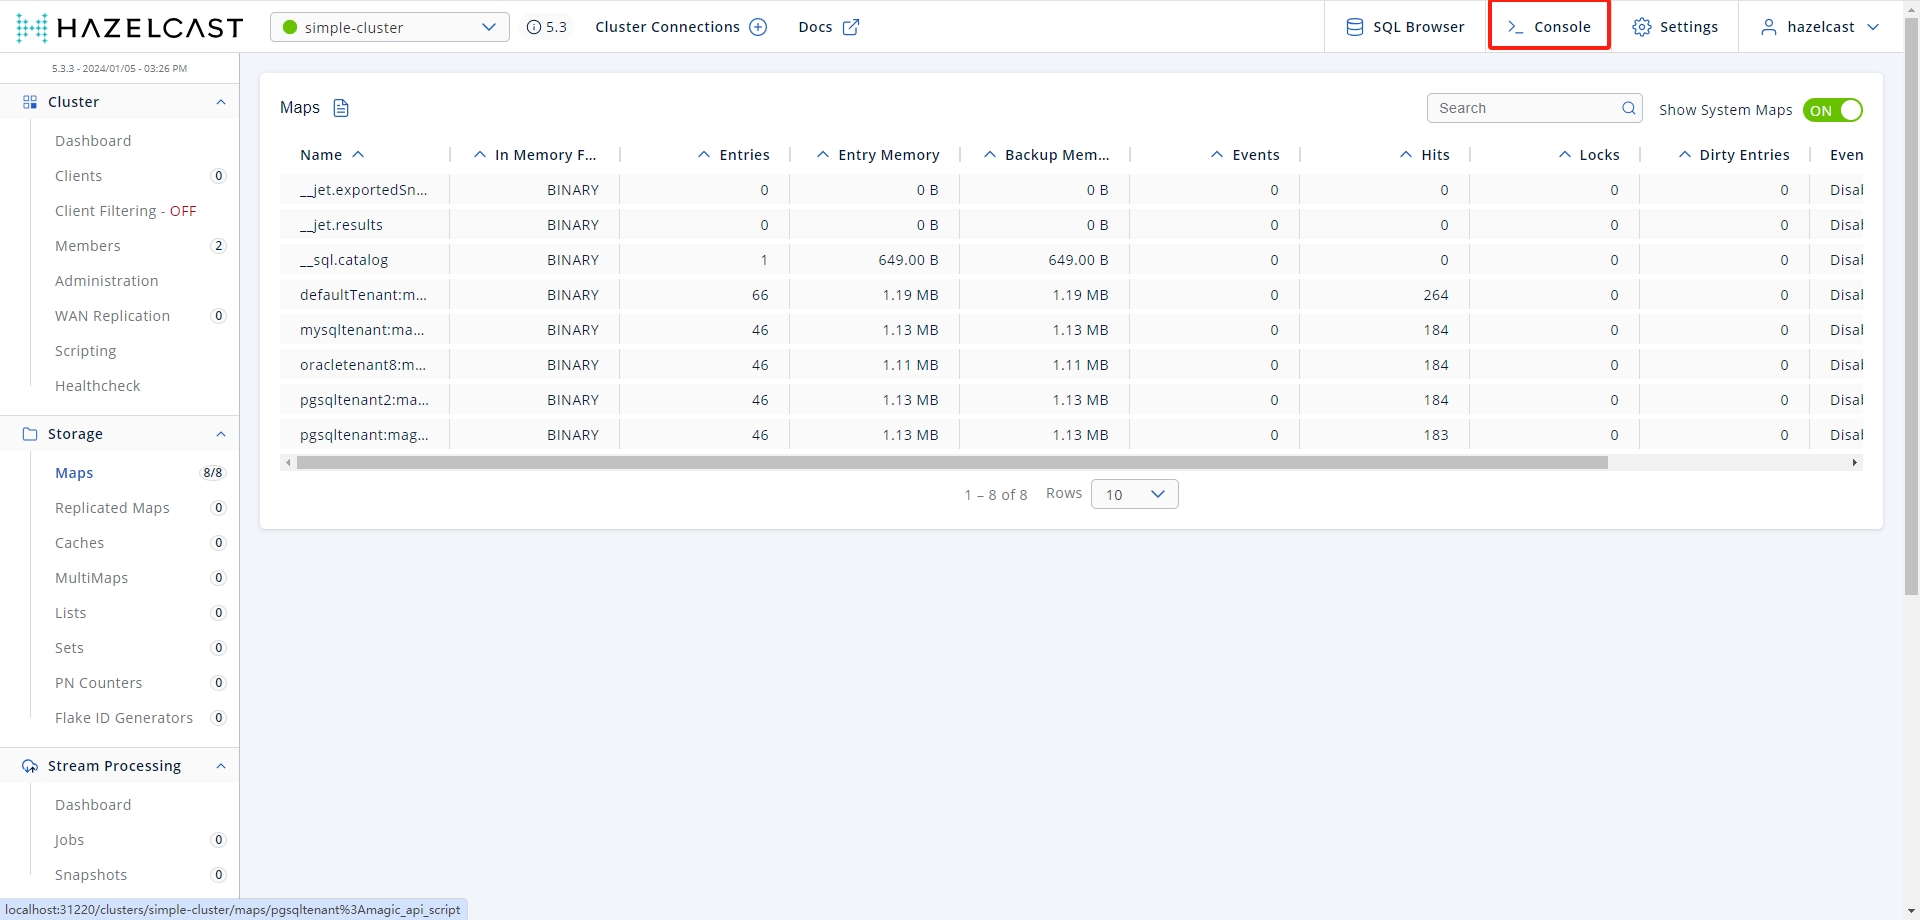 HAZELCAST simple-cluster 5.3 Cluster Connections Docs SQL Browser >_ Console Settings hazelcast
5.3.3 - 2024/01/05 - 03:26 PM
Cluster
Dashboard
Clients 0
Client Filtering - OFF
Members 2
Administration
WAN Replication 0
Scripting
Healthcheck
Storage
Maps 8/8
Replicated Maps 0
Caches 0
MultiMaps 0
Lists 0
Sets 0
PN Counters 0
Flake ID Generators 0
Stream Processing
Dashboard
Jobs 0
Snapshots 0
Maps Search Show System Maps ON
Name In Memory F... Entries Entry Memory Backup Mem... Events Hits Locks Dirty Entries Even
__jet.exportedSn... BINARY 0 0 B 0 B 0 0 0 0 Disal
__jet.results BINARY 0 0 B 0 B 0 0 0 0 Disal
__sql.catalog BINARY 1 649.00 B 649.00 B 0 0 0 0 Disal
defaultTenant:m... BINARY 66 1.19 MB 1.19 MB 0 264 0 0 Disal
mysqltenant:ma... BINARY 46 1.13 MB 1.13 MB 0 184 0 0 Disal
oracletenant8:m... BINARY 46 1.11 MB 1.11 MB 0 184 0 0 Disal
pgsqltenant2:ma... BINARY 46 1.13 MB 1.13 MB 0 184 0 0 Disal
pgsqltenant:mag... BINARY 46 1.13 MB 1.13 MB 0 183 0 0 Disal
1 – 8 of 8 Rows 10
localhost:31220/clusters/simple-cluster/maps/pgsqltenant%3Amagic_api_script